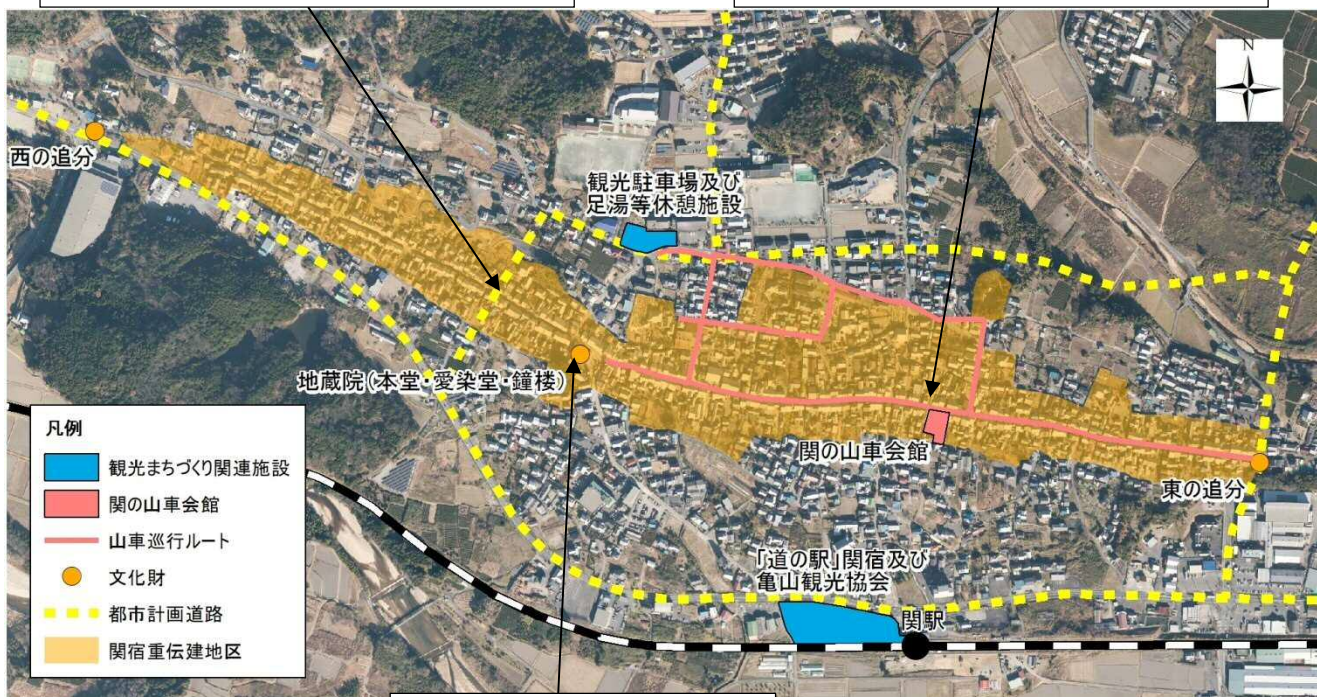 N
西の追分
観光駐車場及び
足湯等休憩施設
地蔵院(本堂・愛染堂・鐘楼)
関の山車会館
東の追分
「道の駅」関宿及び
亀山観光協会
関駅
凡例
観光まちづくり関連施設
関の山車会館
山車巡行ルート
文化財
都市計画道路
関宿重伝建地区